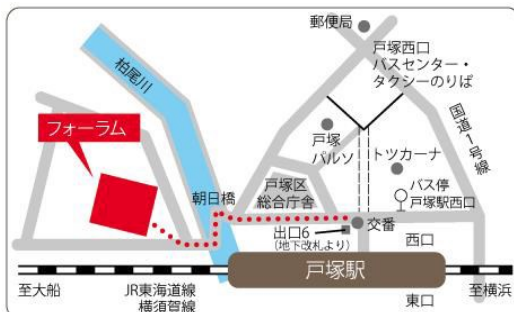 郵便局
戸塚西口
バスセンター・
タクシーのりば
柏尾川
国道1号線
フォーラム
戸塚
パルソ
トツカーナ
戸塚区
総合庁舎
バス停
戸塚駅西口
朝日橋
交番
出口6
(地下改札より)
西口
戸塚駅
至大船
JR東海道線
横須賀線
東口
至横浜